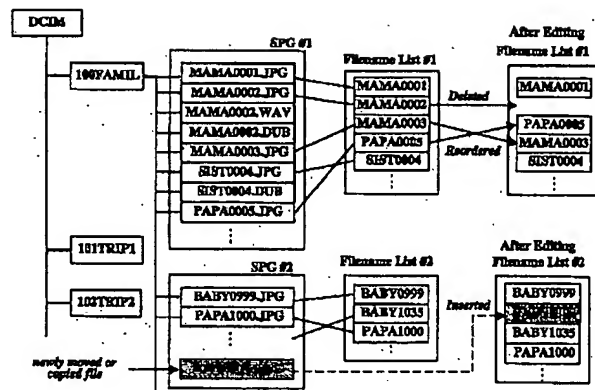 DCIM
100FAMIL
101TRIP1
102TRIP2
newly moved or
copied file
SPG #1
MAMA0001.JPG
MAMA0002.JPG
MAMA0002.WAV
MAMA0002.DUB
MAMA0003.JPG
SIST0004.JPG
SIST0004.DUB
PAPA0005.JPG
Filename List #1
MAMA0001
MAMA0002
MAMA0003
PAPA0005
SIST0004
Deleted
Reordered
After Editing
Filename List #1
MAMA0001
PAPA0005
MAMA0003
SIST0004
SPG #2
BABY0999.JPG
PAPA1000.JPG
Filename List #2
BABY0999
BABY1035
PAPA1000
Inserted
After Editing
Filename List #2
BABY0999
BABY1035
PAPA1000